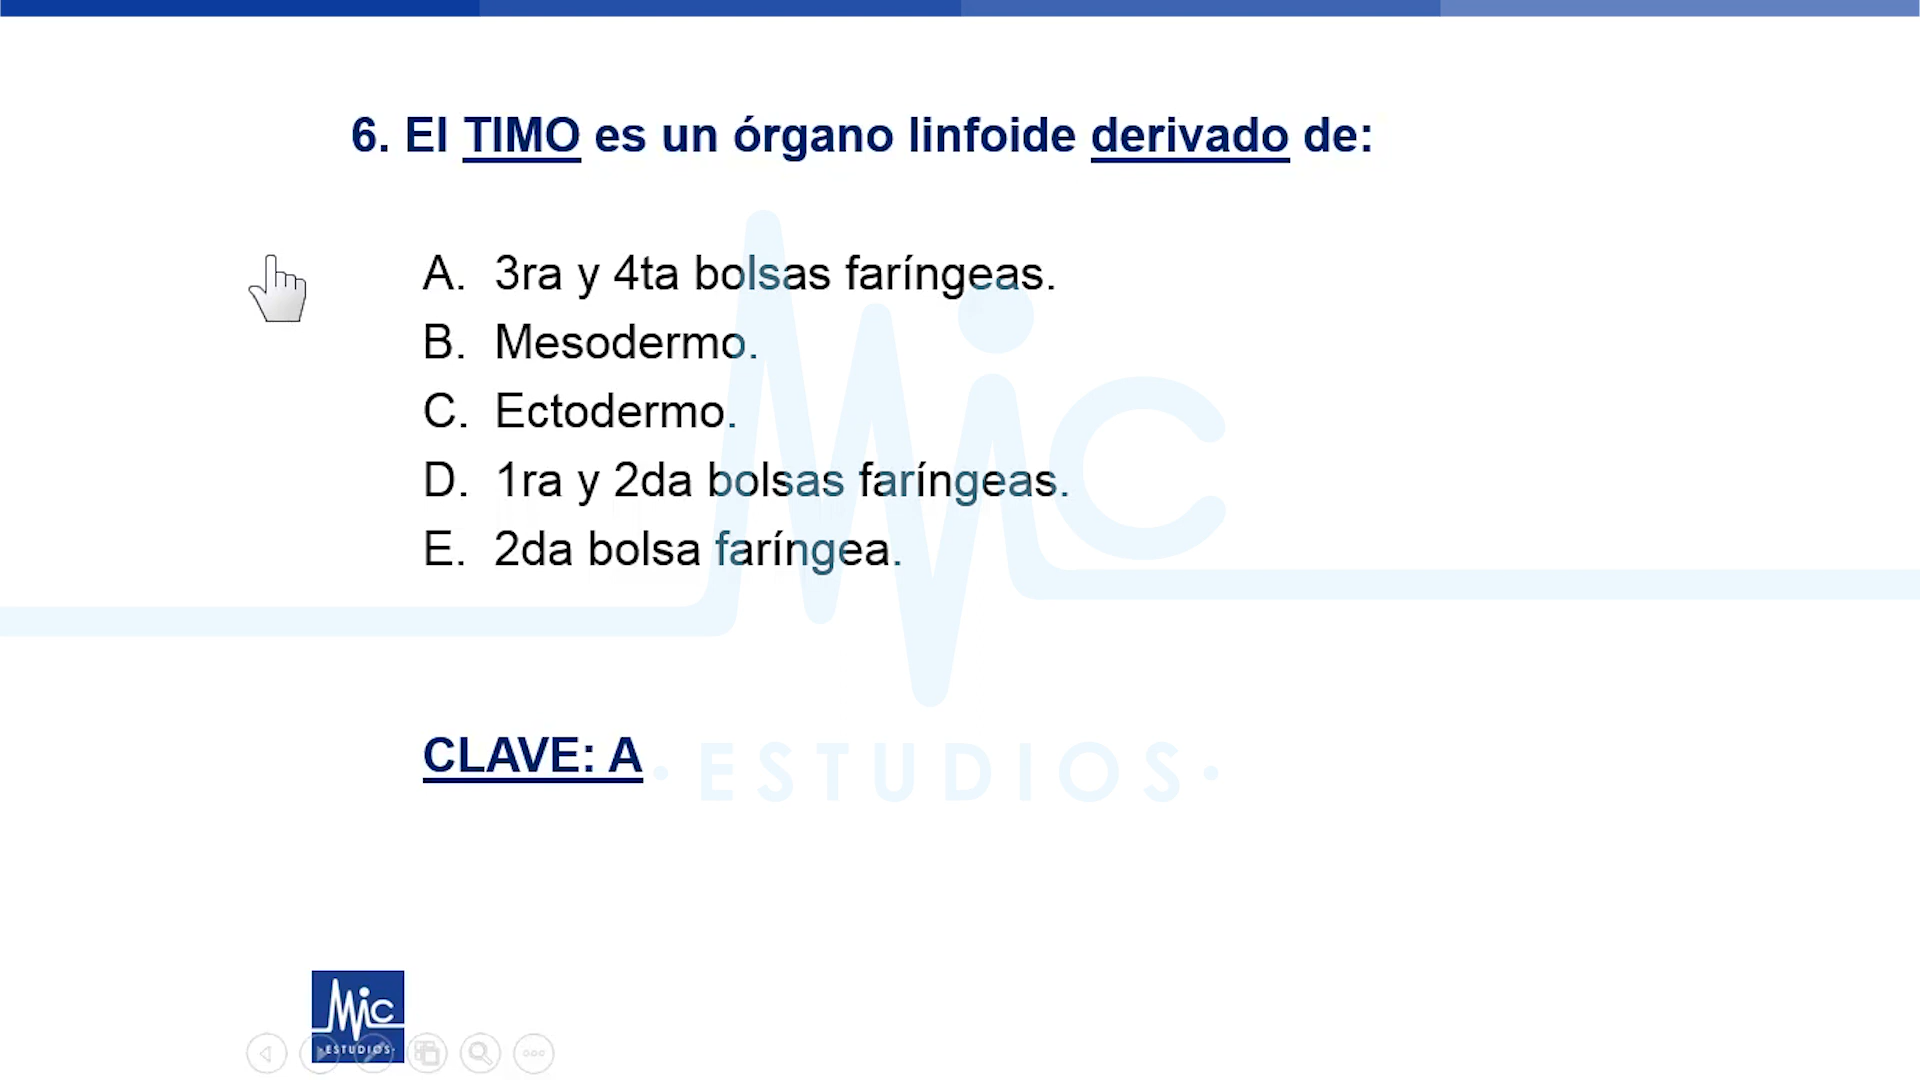 6. El TIMO es un órgano linfoide derivado de:
A. 3ra y 4ta bolsas faríngeas.
B. Mesodermo.
C. Ectodermo.
D. 1ra y 2da bolsas faríngeas.
E. 2da bolsa faríngea.
Mic
CLAVE: A
·ESTUDIOS·
Mic
·ESTUDIOS·